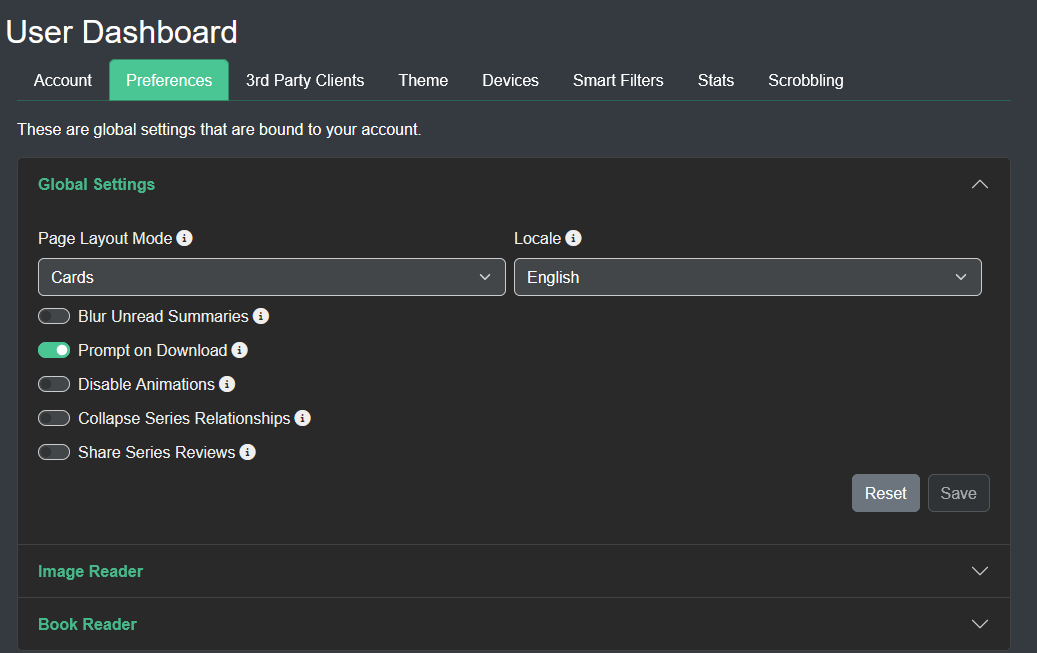 User Dashboard
Account Preferences 3rd Party Clients Theme Devices Smart Filters Stats Scrobbling
These are global settings that are bound to your account.
Global Settings
Page Layout Mode Locale
Cards English
Blur Unread Summaries
Prompt on Download
Disable Animations
Collapse Series Relationships
Share Series Reviews
Reset Save
Image Reader
Book Reader